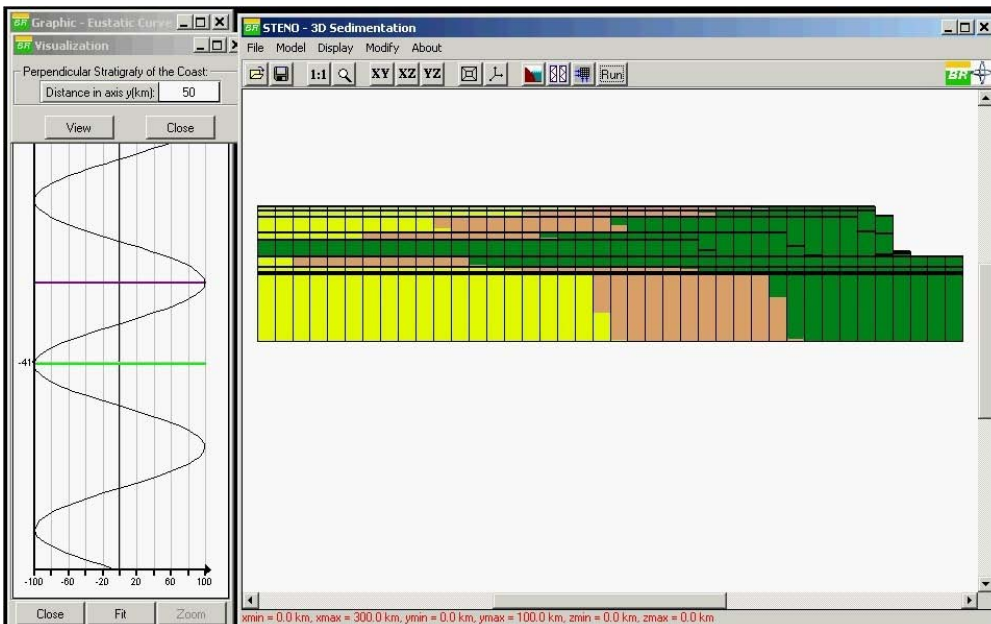 BR Graphic - Eustatic Curve
BR Visualization
Perpendicular Stratigrafy of the Coast:
Distance in axis y(km): 50
View Close
-41
-100 -60 -20 20 60 100
Close Fit Zoom
BR STENO - 3D Sedimentation
File Model Display Modify About
1:1 XY XZ YZ Run
BR
xmin = 0.0 km, xmax = 300.0 km, ymin = 0.0 km, ymax = 100.0 km, zmin = 0.0 km, zmax = 0.0 km